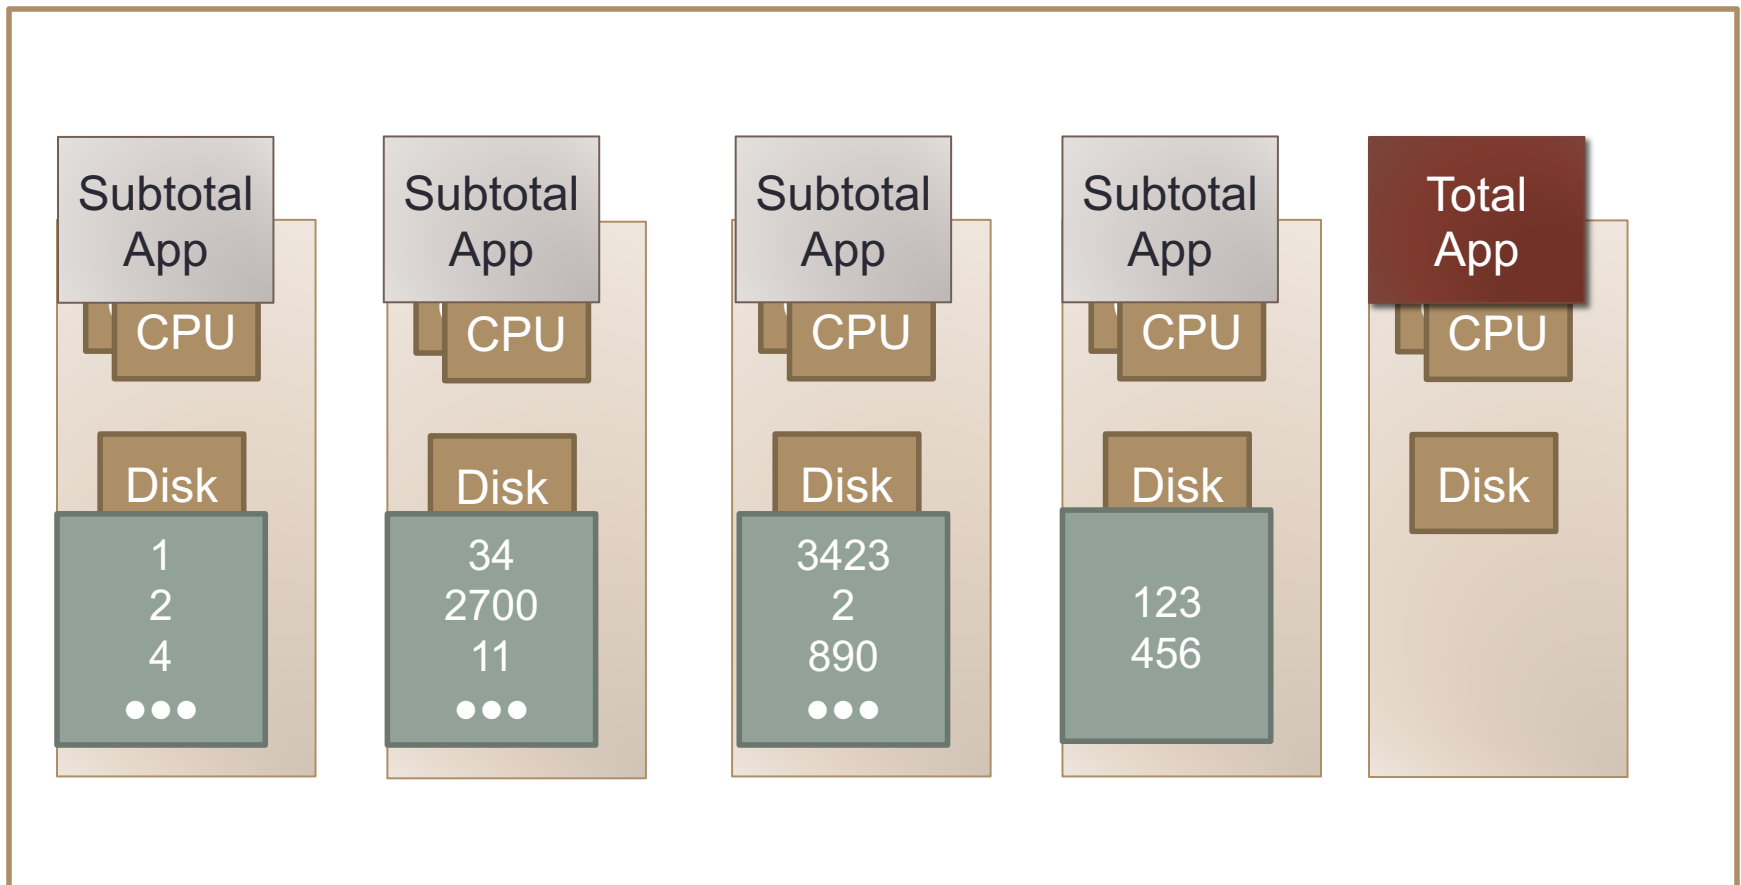 Subtotal
App
CPU
Disk
1
2
4
●●●
Subtotal
App
CPU
Disk
34
2700
11
●●●
Subtotal
App
CPU
Disk
3423
2
890
●●●
Subtotal
App
CPU
Disk
123
456
Total
App
CPU
Disk